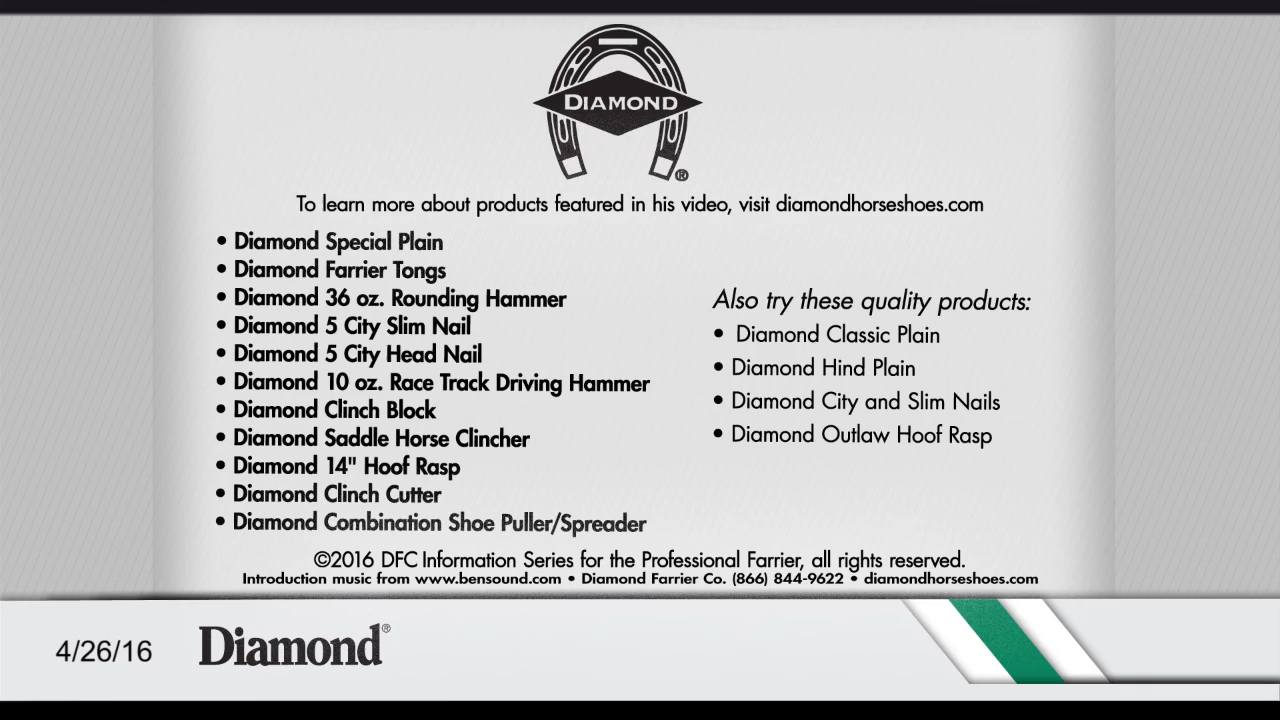 DIAMOND
®
To learn more about products featured in his video, visit diamondhorseshoes.com
• Diamond Special Plain
• Diamond Farrier Tongs
• Diamond 36 oz. Rounding Hammer
• Diamond 5 City Slim Nail
• Diamond 5 City Head Nail
• Diamond 10 oz. Race Track Driving Hammer
• Diamond Clinch Block
• Diamond Saddle Horse Clincher
• Diamond 14" Hoof Rasp
• Diamond Clinch Cutter
• Diamond Combination Shoe Puller/Spreader
Also try these quality products:
• Diamond Classic Plain
• Diamond Hind Plain
• Diamond City and Slim Nails
• Diamond Outlaw Hoof Rasp
©2016 DFC Information Series for the Professional Farrier, all rights reserved.
Introduction music from www.bensound.com • Diamond Farrier Co. (866) 844-9622 • diamondhorseshoes.com
4/26/16 Diamond®